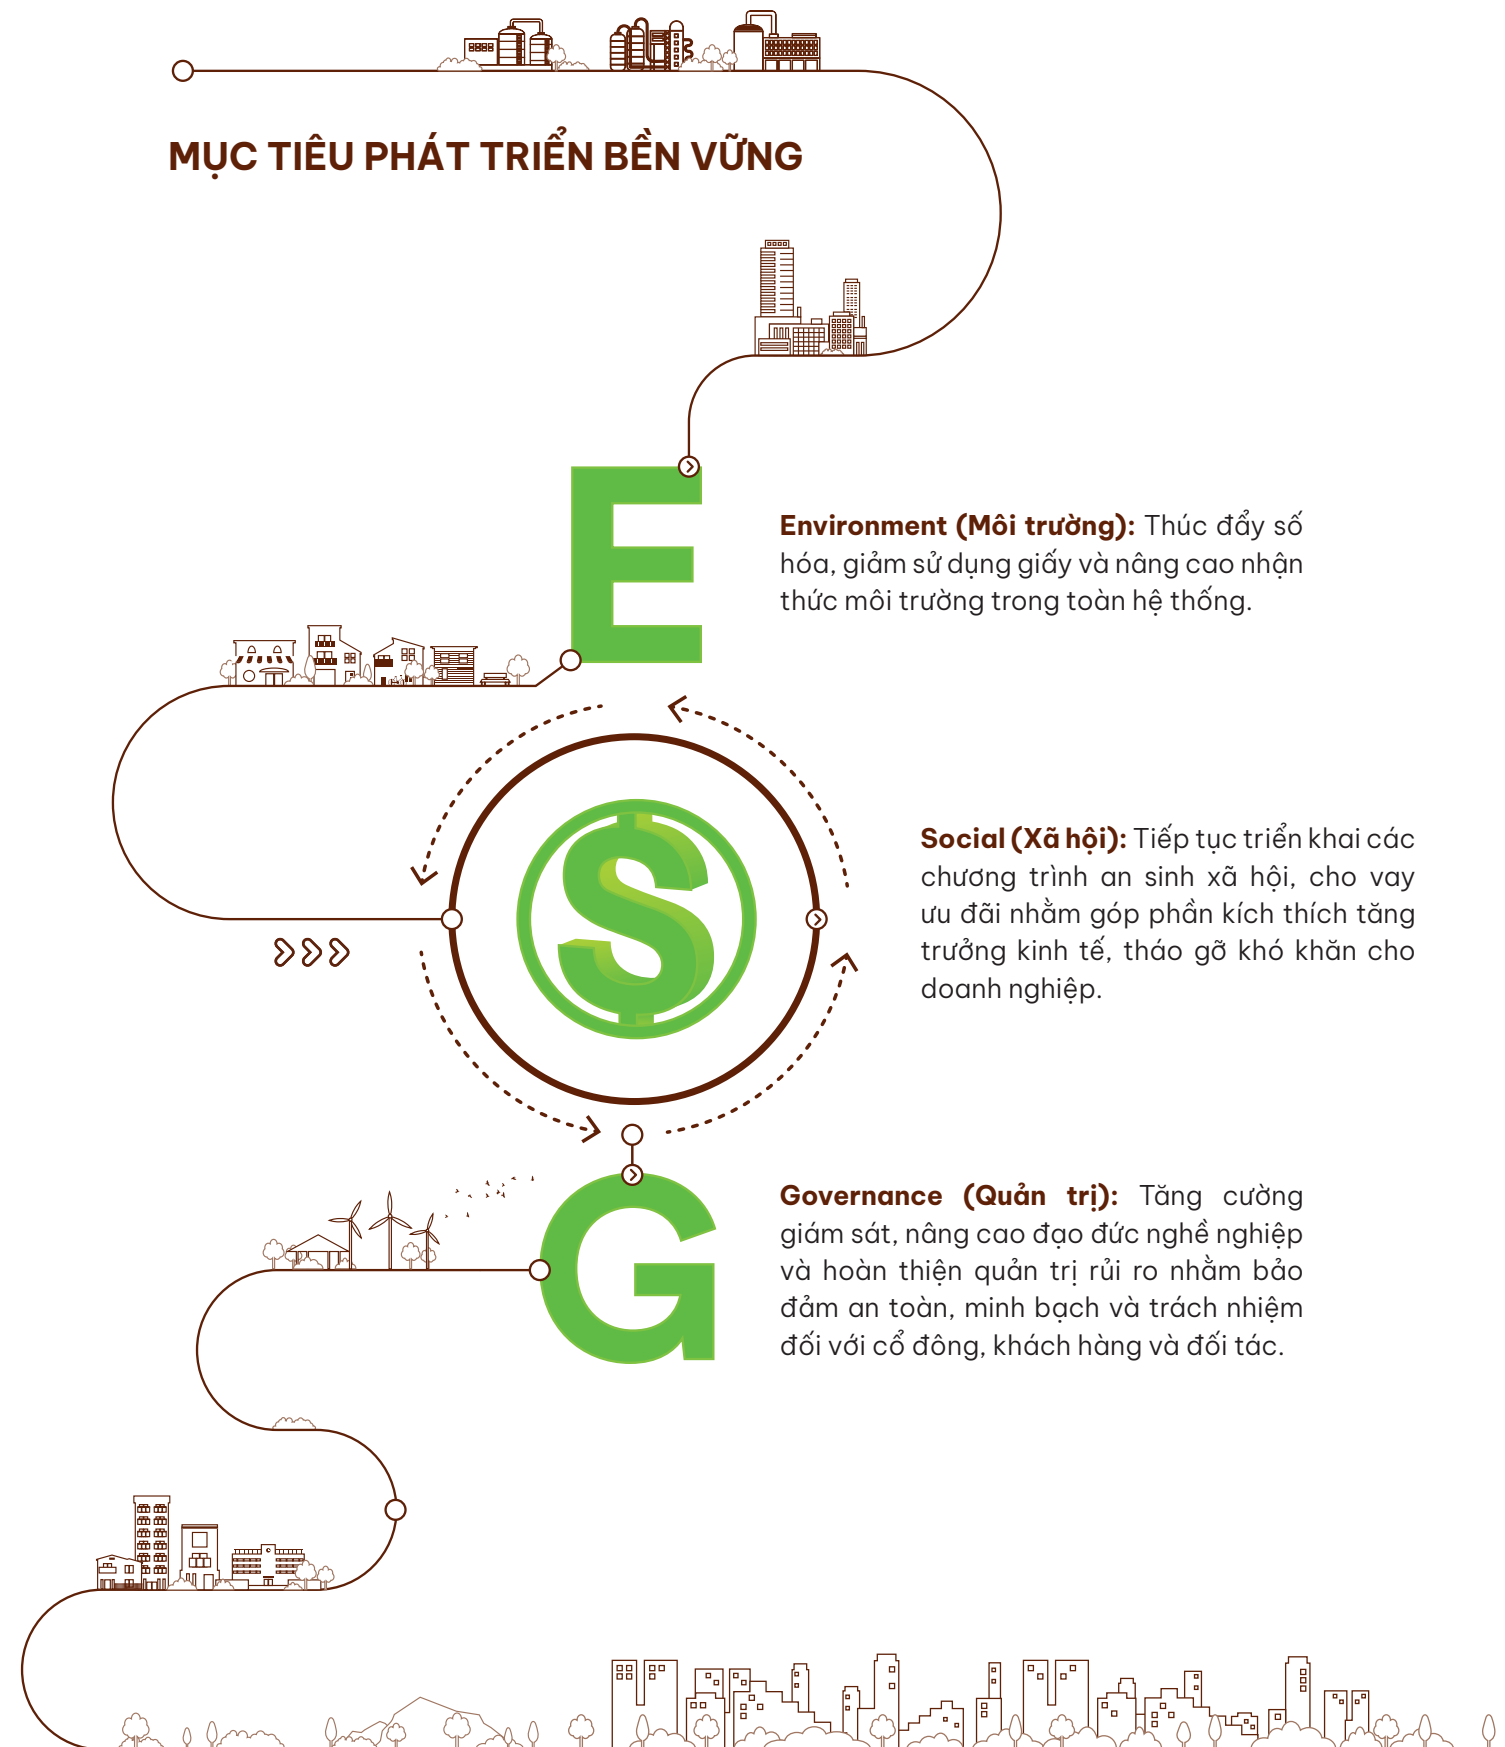 MỤC TIÊU PHÁT TRIỂN BỀN VỮNG
E
Environment (Môi trường): Thúc đẩy số
hóa, giảm sử dụng giấy và nâng cao nhận
thức môi trường trong toàn hệ thống.
S
Social (Xã hội): Tiếp tục triển khai các
chương trình an sinh xã hội, cho vay
ưu đãi nhằm góp phần kích thích tăng
trưởng kinh tế, tháo gỡ khó khăn cho
doanh nghiệp.
G
Governance (Quản trị): Tăng cường
giám sát, nâng cao đạo đức nghề nghiệp
và hoàn thiện quản trị rủi ro nhằm bảo
đảm an toàn, minh bạch và trách nhiệm
đối với cổ đông, khách hàng và đối tác.